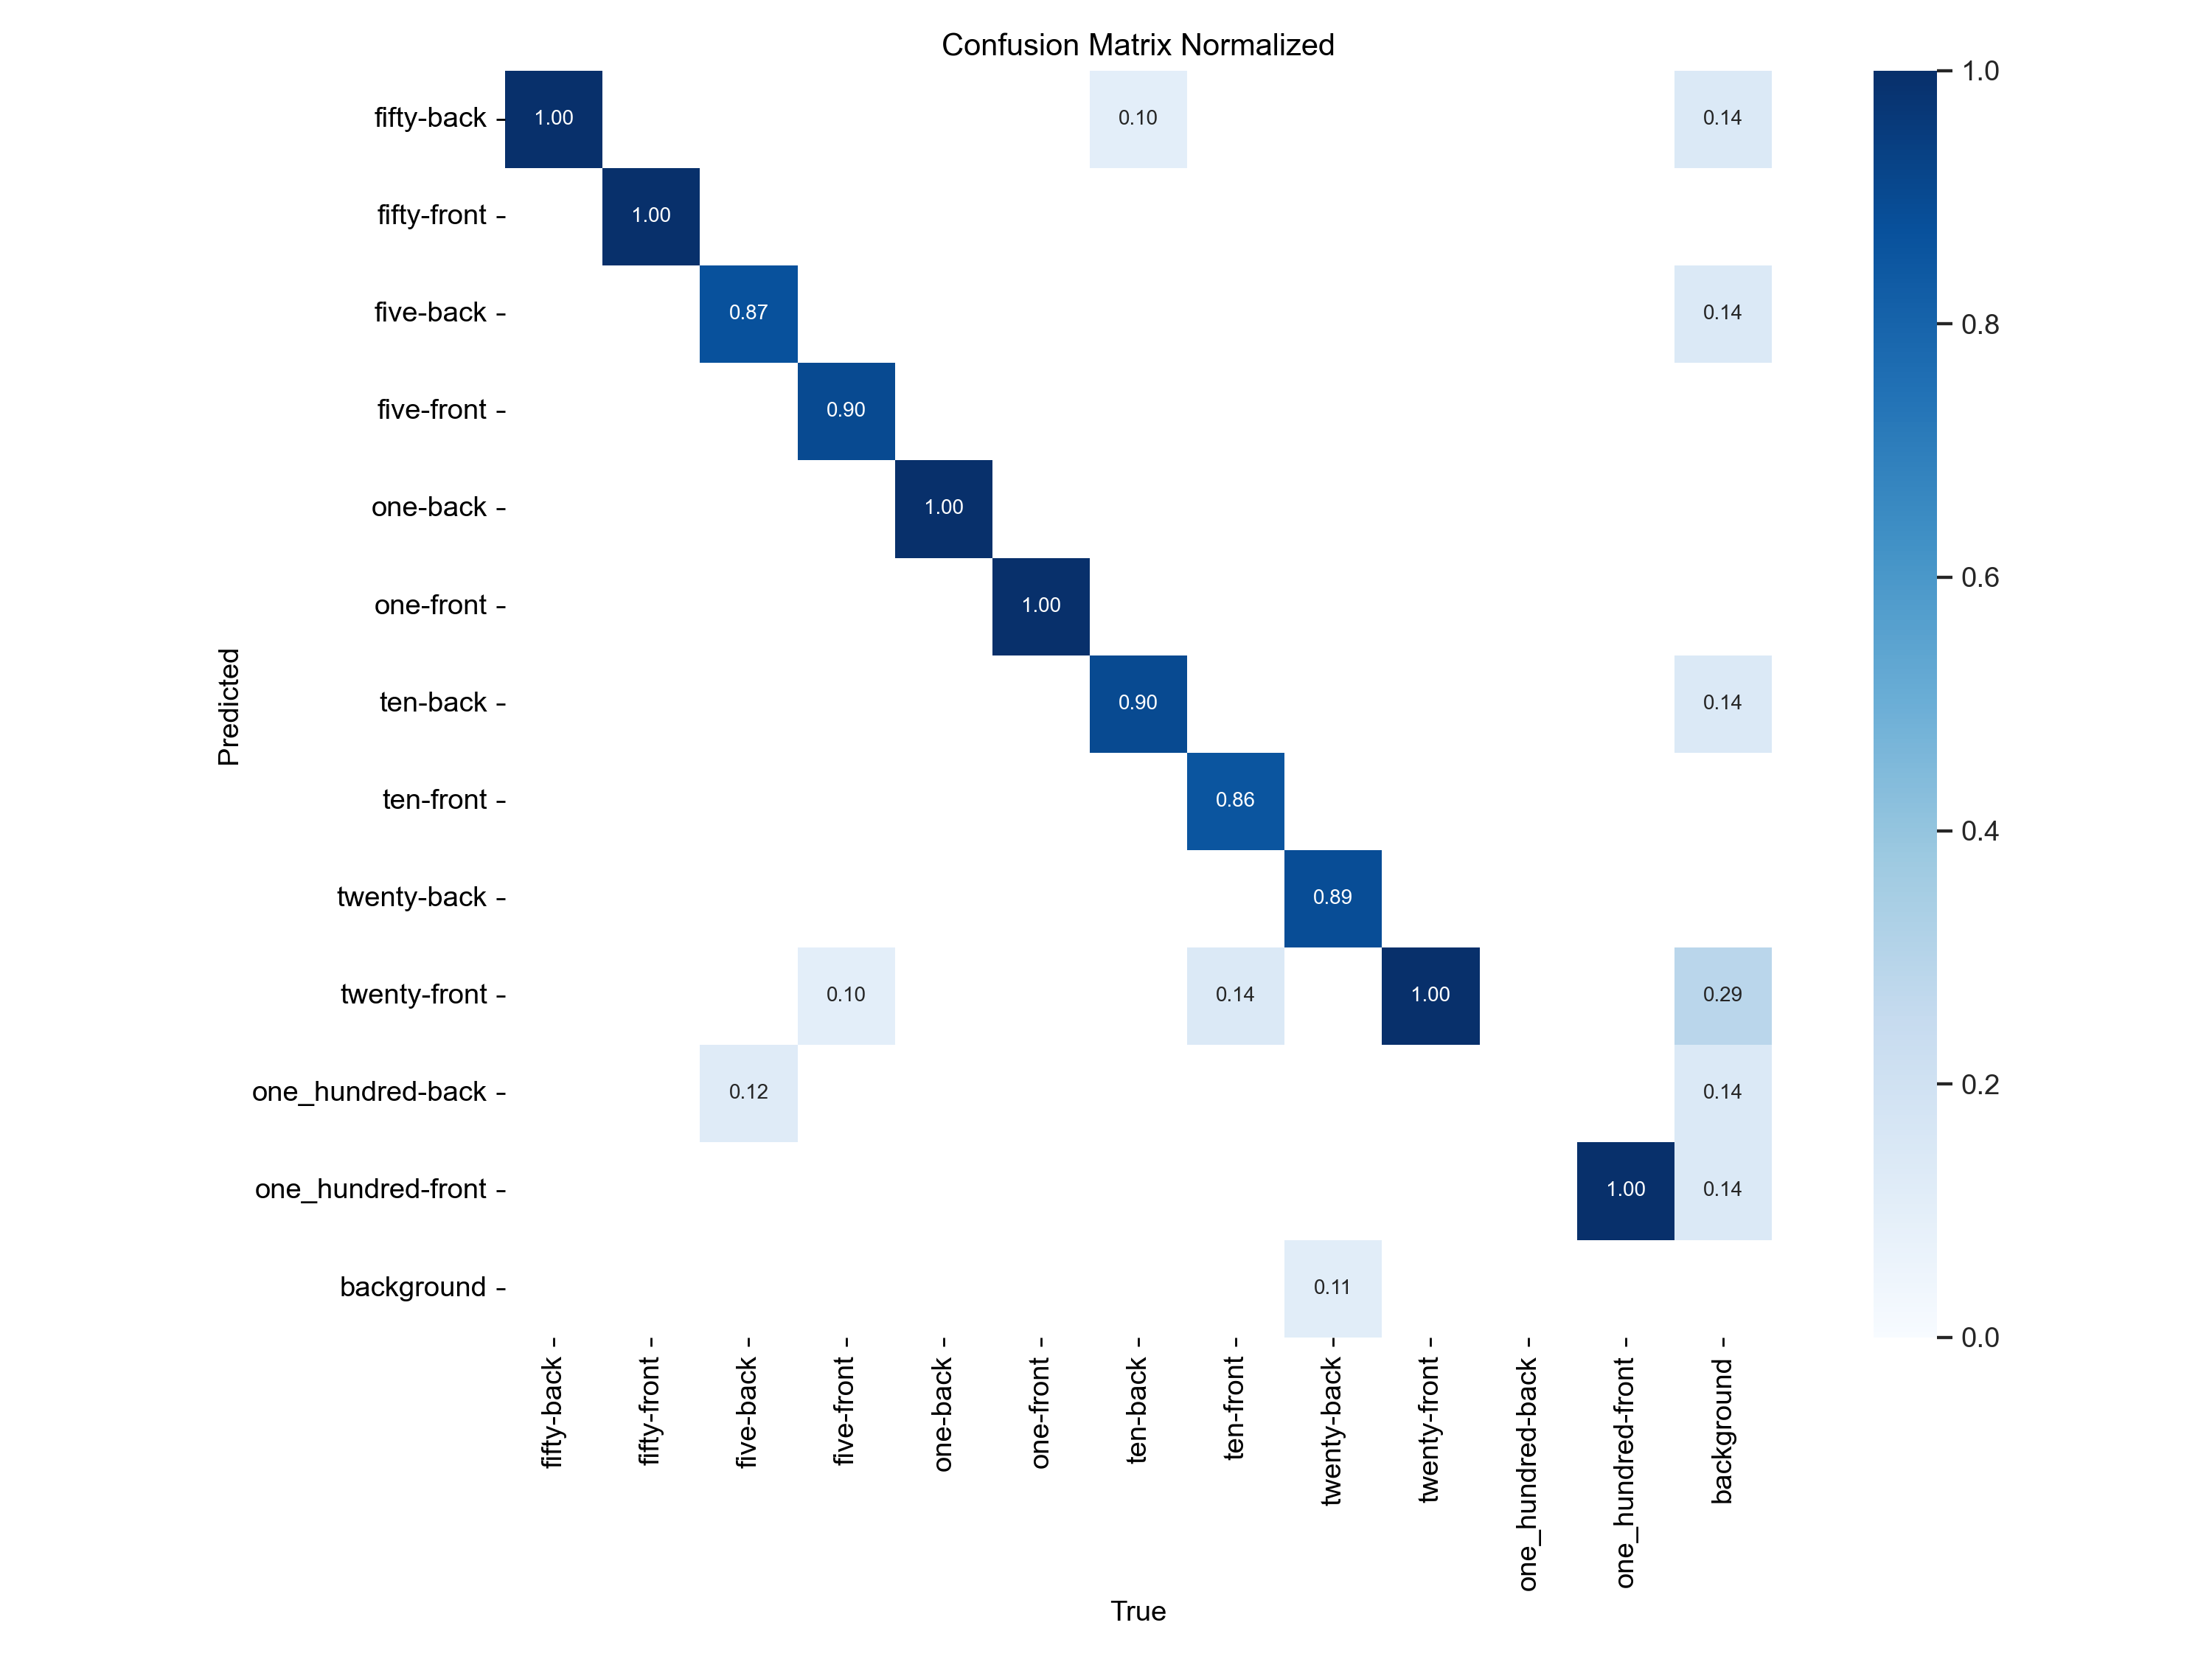 Confusion Matrix Normalized
fifty-back 1.00 0.10 0.14
fifty-front 1.00
five-back 0.87 0.14
five-front 0.90
one-back 1.00
one-front 1.00
ten-back 0.90 0.14
ten-front 0.86
twenty-back 0.89
twenty-front 0.10 0.14 1.00 0.29
one_hundred-back 0.12 0.14
one_hundred-front 1.00 0.14
background 0.11
Predicted
fifty-back
fifty-front
five-back
five-front
one-back
one-front
ten-back
ten-front
twenty-back
twenty-front
one_hundred-back
one_hundred-front
background
True
1.0
0.8
0.6
0.4
0.2
0.0